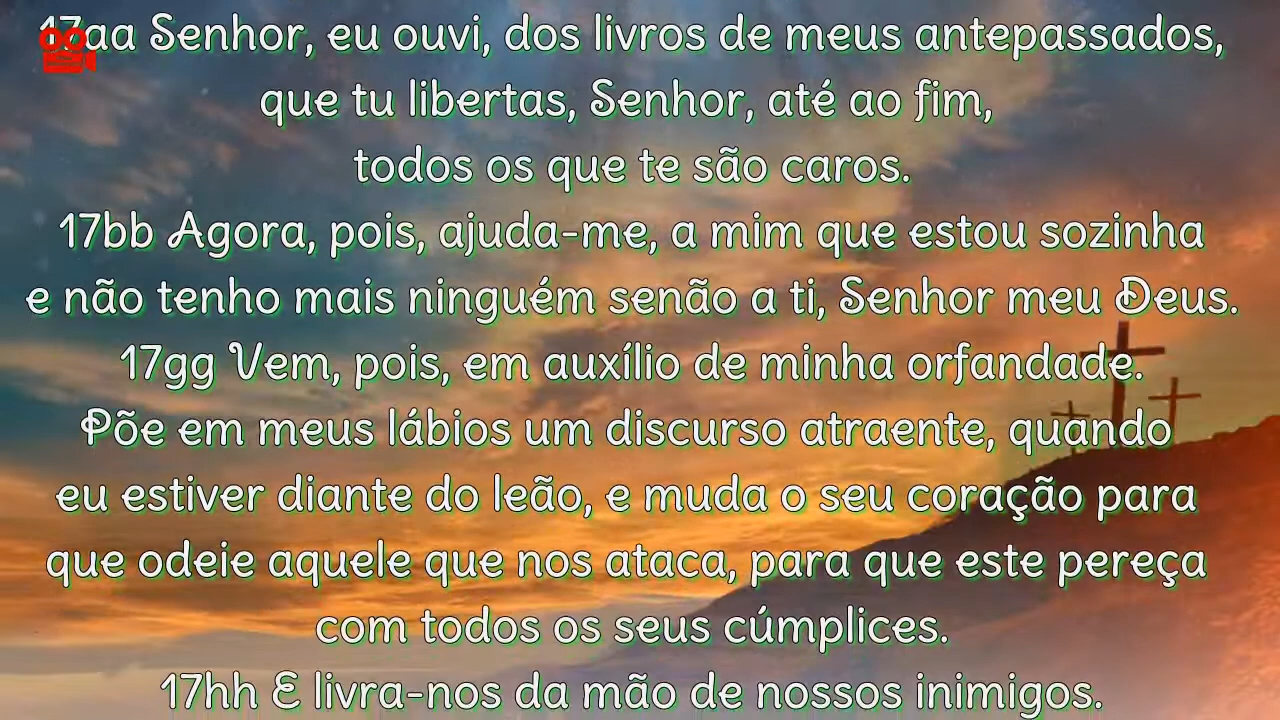 17aa Senhor, eu ouvi, dos livros de meus antepassados,
que tu libertas, Senhor, até ao fim,
todos os que te são caros.
17bb Agora, pois, ajuda-me, a mim que estou sozinha
e não tenho mais ninguém senão a ti, Senhor meu Deus.
17gg Vem, pois, em auxílio de minha orfandade.
Põe em meus lábios um discurso atraente, quando
eu estiver diante do leão, e muda o seu coração para
que odeie aquele que nos ataca, para que este pereça
com todos os seus cúmplices.
17hh E livra-nos da mão de nossos inimigos.